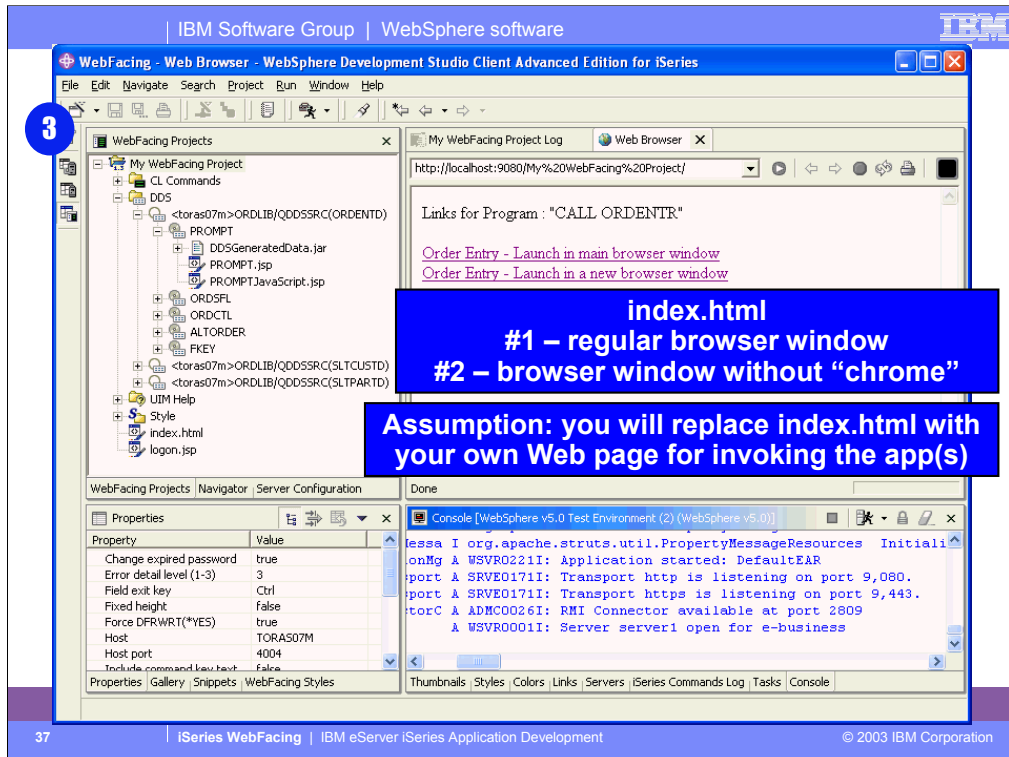 IBM Software Group | WebSphere software
IBM
WebFacing - Web Browser - WebSphere Development Studio Client Advanced Edition for iSeries
File Edit Navigate Search Project Run Window Help
3
WebFacing Projects
My WebFacing Project
CL Commands
DDS
<toras07m>ORDLIB/QDDSSRC(ORDENTD)
PROMPT
DDSGeneratedData.jar
PROMPT.jsp
PROMPTJavaScript.jsp
ORDSFL
ORDCTL
ALTORDER
FKEY
<toras07m>ORDLIB/QDDSSRC(SLTCUSTD)
<toras07m>ORDLIB/QDDSSRC(SLTPARTD)
UIM Help
Style
index.html
logon.jsp
WebFacing Projects Navigator Server Configuration
My WebFacing Project Log Web Browser
http://localhost:9080/My%20WebFacing%20Project/
Links for Program : "CALL ORDENTR"
Order Entry - Launch in main browser window
Order Entry - Launch in a new browser window
index.html
#1 – regular browser window
#2 – browser window without “chrome”
Assumption: you will replace index.html with
your own Web page for invoking the app(s)
Done
Properties
Property Value
Change expired password true
Error detail level (1-3) 3
Field exit key Ctrl
Fixed height false
Force DFRWRT(*YES) true
Host TORAS07M
Host port 4004
Include command key text false
Properties Gallery Snippets WebFacing Styles
Console [WebSphere v5.0 Test Environment (2) (WebSphere v5.0)]
Messa I org.apache.struts.util.PropertyMessageResources Initiali
onMg A WSVR0221I: Application started: DefaultEAR
sport A SRVE0171I: Transport http is listening on port 9,080.
sport A SRVE0171I: Transport https is listening on port 9,443.
ctorC A ADMC0026I: RMI Connector available at port 2809
A WSVR0001I: Server server1 open for e-business
Thumbnails Styles Colors Links Servers iSeries Commands Log Tasks Console
37
iSeries WebFacing | IBM eServer iSeries Application Development
© 2003 IBM Corporation